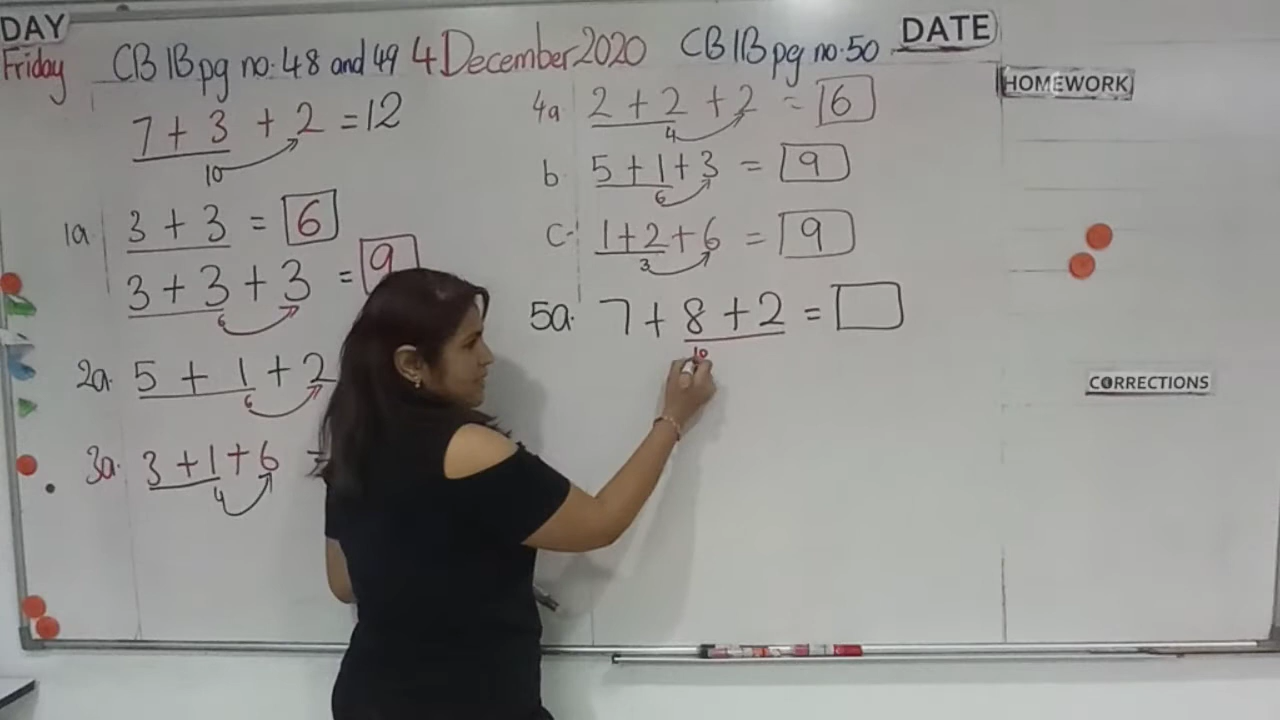 DAY
DATE
Friday CB 1B pg no. 48 and 49 4 December 2020 CB 1B pg no. 50
HOMEWORK
7 + 3 + 2 = 12
10
1a 3 + 3 = 6
3 + 3 + 3 = 9
6
2a. 5 + 1 + 2
6
3a. 3 + 1 + 6 =
4
4a 2 + 2 + 2 = 6
4
b. 5 + 1 + 3 = 9
6
c. 1 + 2 + 6 = 9
3
5a. 7 + 8 + 2 =
10
CORRECTIONS